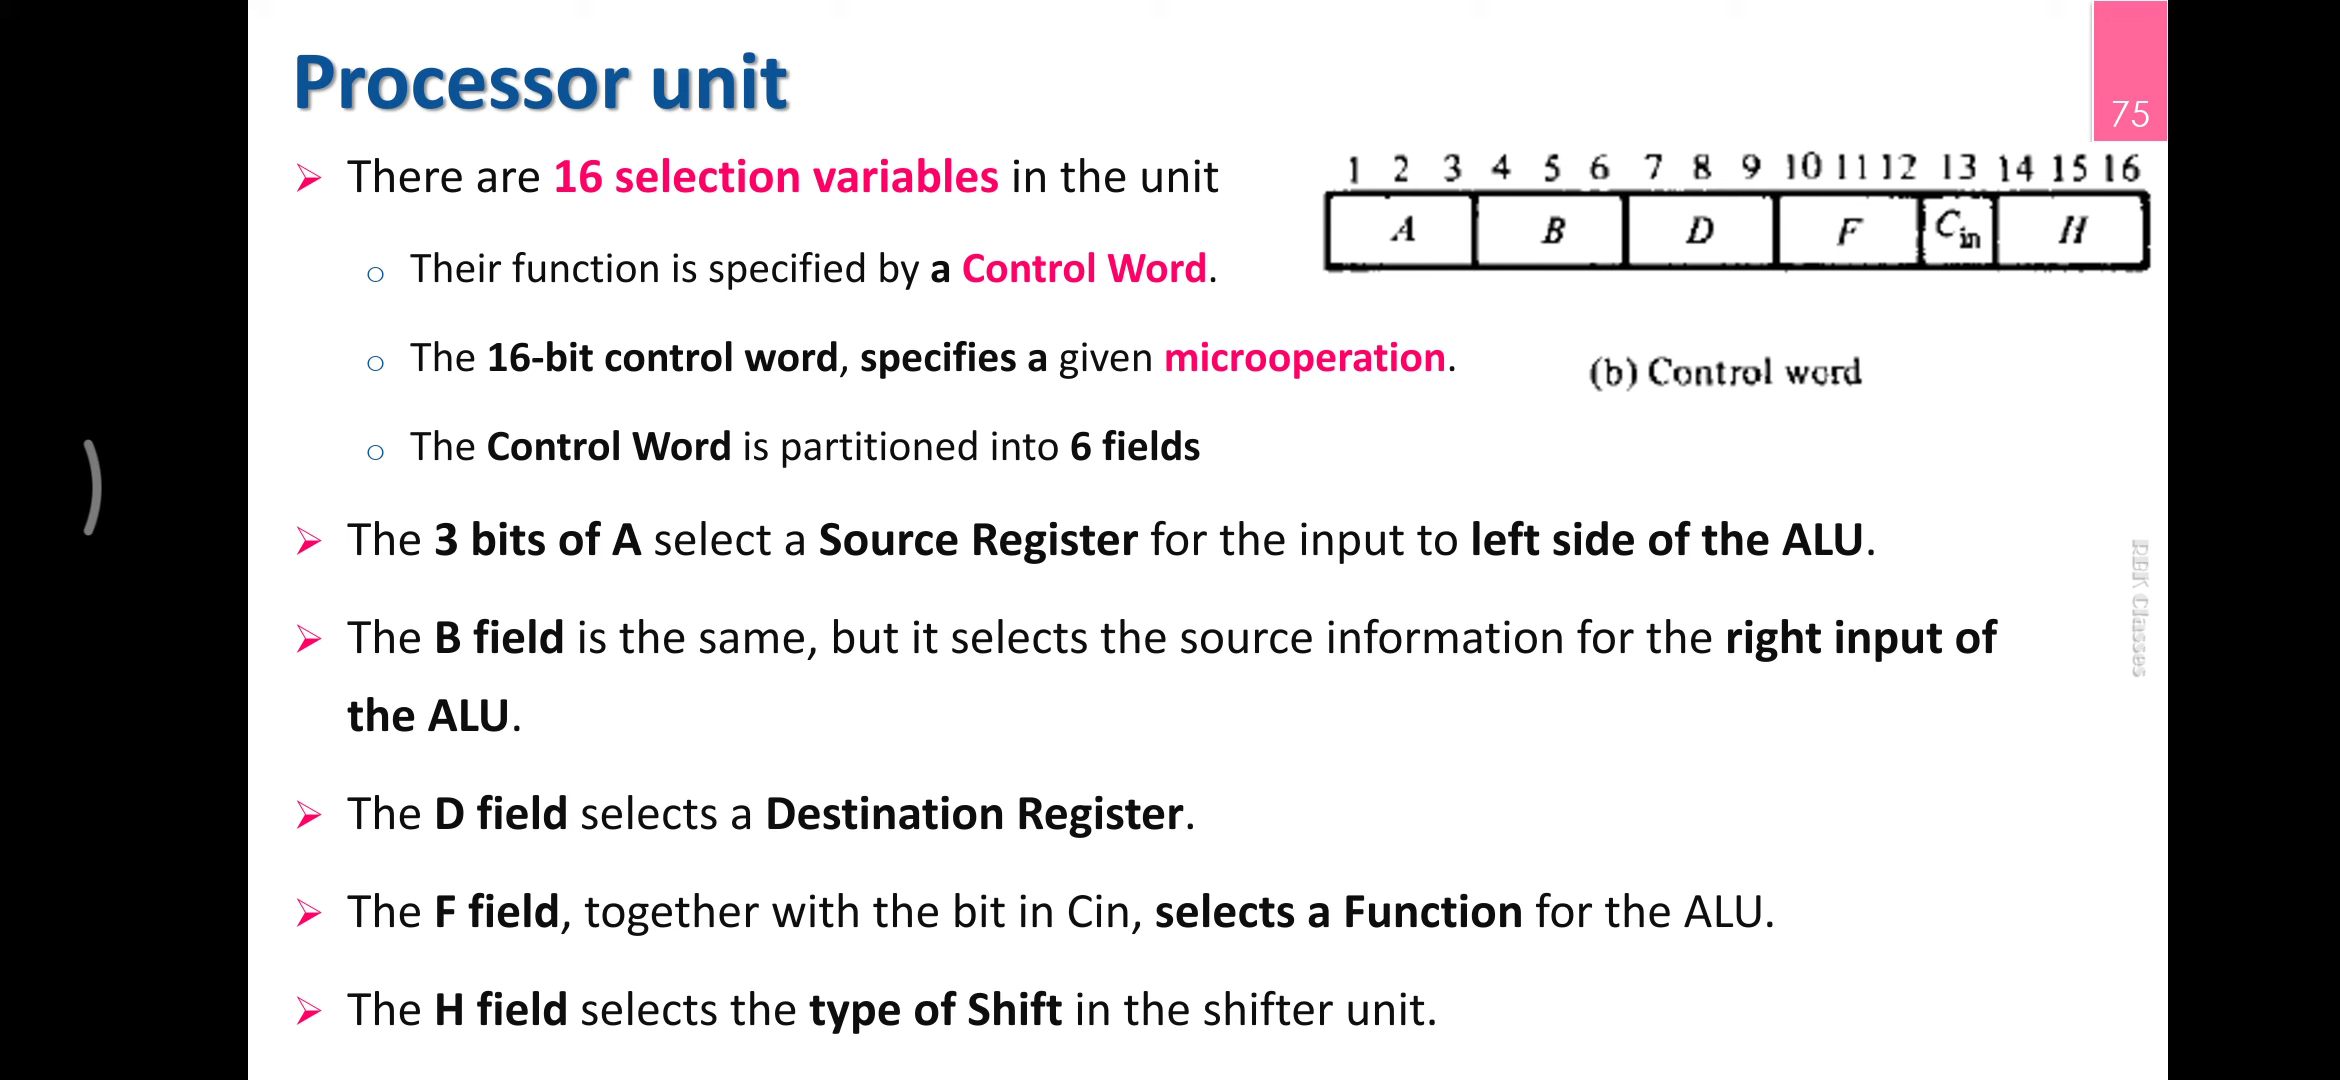 Processor unit
75
➢ There are 16 selection variables in the unit
1 2 3 4 5 6 7 8 9 10 11 12 13 14 15 16
A B D F Cin H
o Their function is specified by a Control Word.
o The 16-bit control word, specifies a given microoperation.
(b) Control word
o The Control Word is partitioned into 6 fields
➢ The 3 bits of A select a Source Register for the input to left side of the ALU.
➢ The B field is the same, but it selects the source information for the right input of
the ALU.
➢ The D field selects a Destination Register.
➢ The F field, together with the bit in Cin, selects a Function for the ALU.
➢ The H field selects the type of Shift in the shifter unit.
Classes